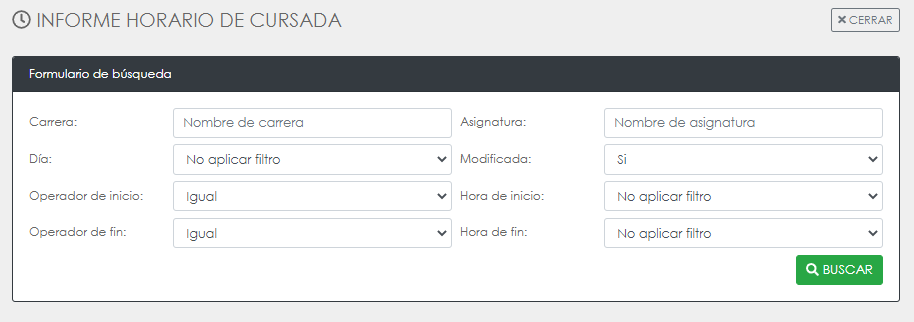 INFORME HORARIO DE CURSADA
CERRAR
Formulario de búsqueda
Carrera: Nombre de carrera Asignatura: Nombre de asignatura
Día: No aplicar filtro Modificada: Si
Operador de inicio: Igual Hora de inicio: No aplicar filtro
Operador de fin: Igual Hora de fin: No aplicar filtro
BUSCAR